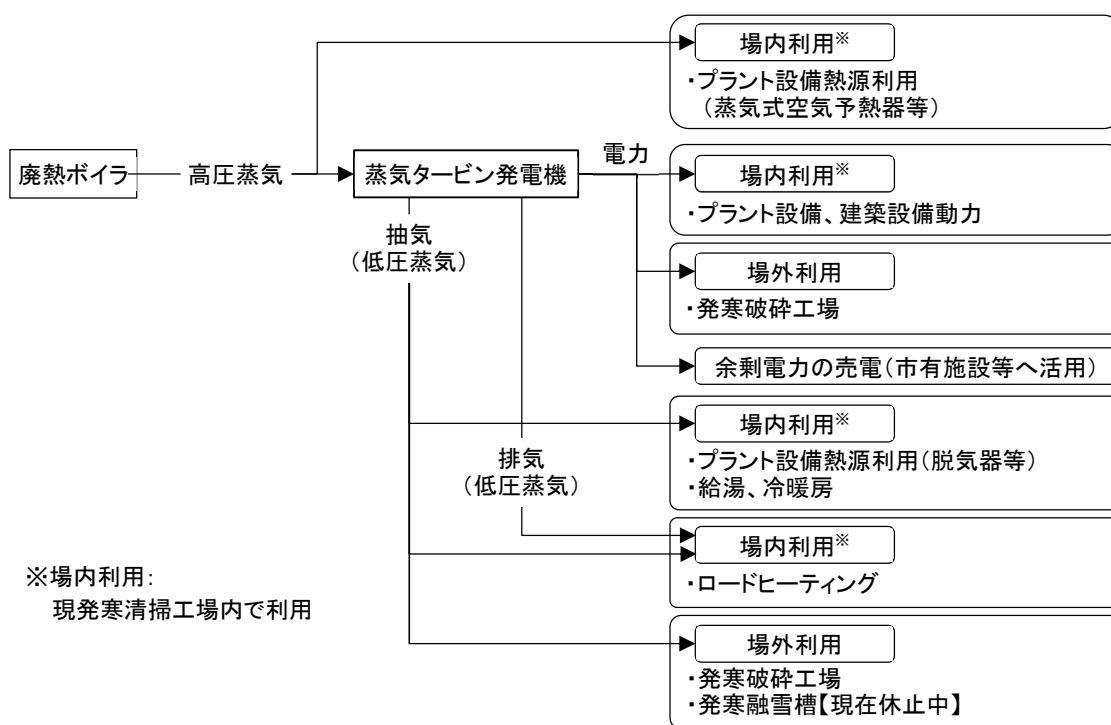 場内利用※
・プラント設備熱源利用
(蒸気式空気予熱器等)
廃熱ボイラ
高圧蒸気
蒸気タービン発電機
電力
場内利用※
・プラント設備、建築設備動力
抽気
(低圧蒸気)
場外利用
・発寒破砕工場
余剰電力の売電(市有施設等へ活用)
場内利用※
・プラント設備熱源利用(脱気器等)
・給湯、冷暖房
排気
(低圧蒸気)
場内利用※
・ロードヒーティング
※場内利用:
現発寒清掃工場内で利用
場外利用
・発寒破砕工場
・発寒融雪槽【現在休止中】